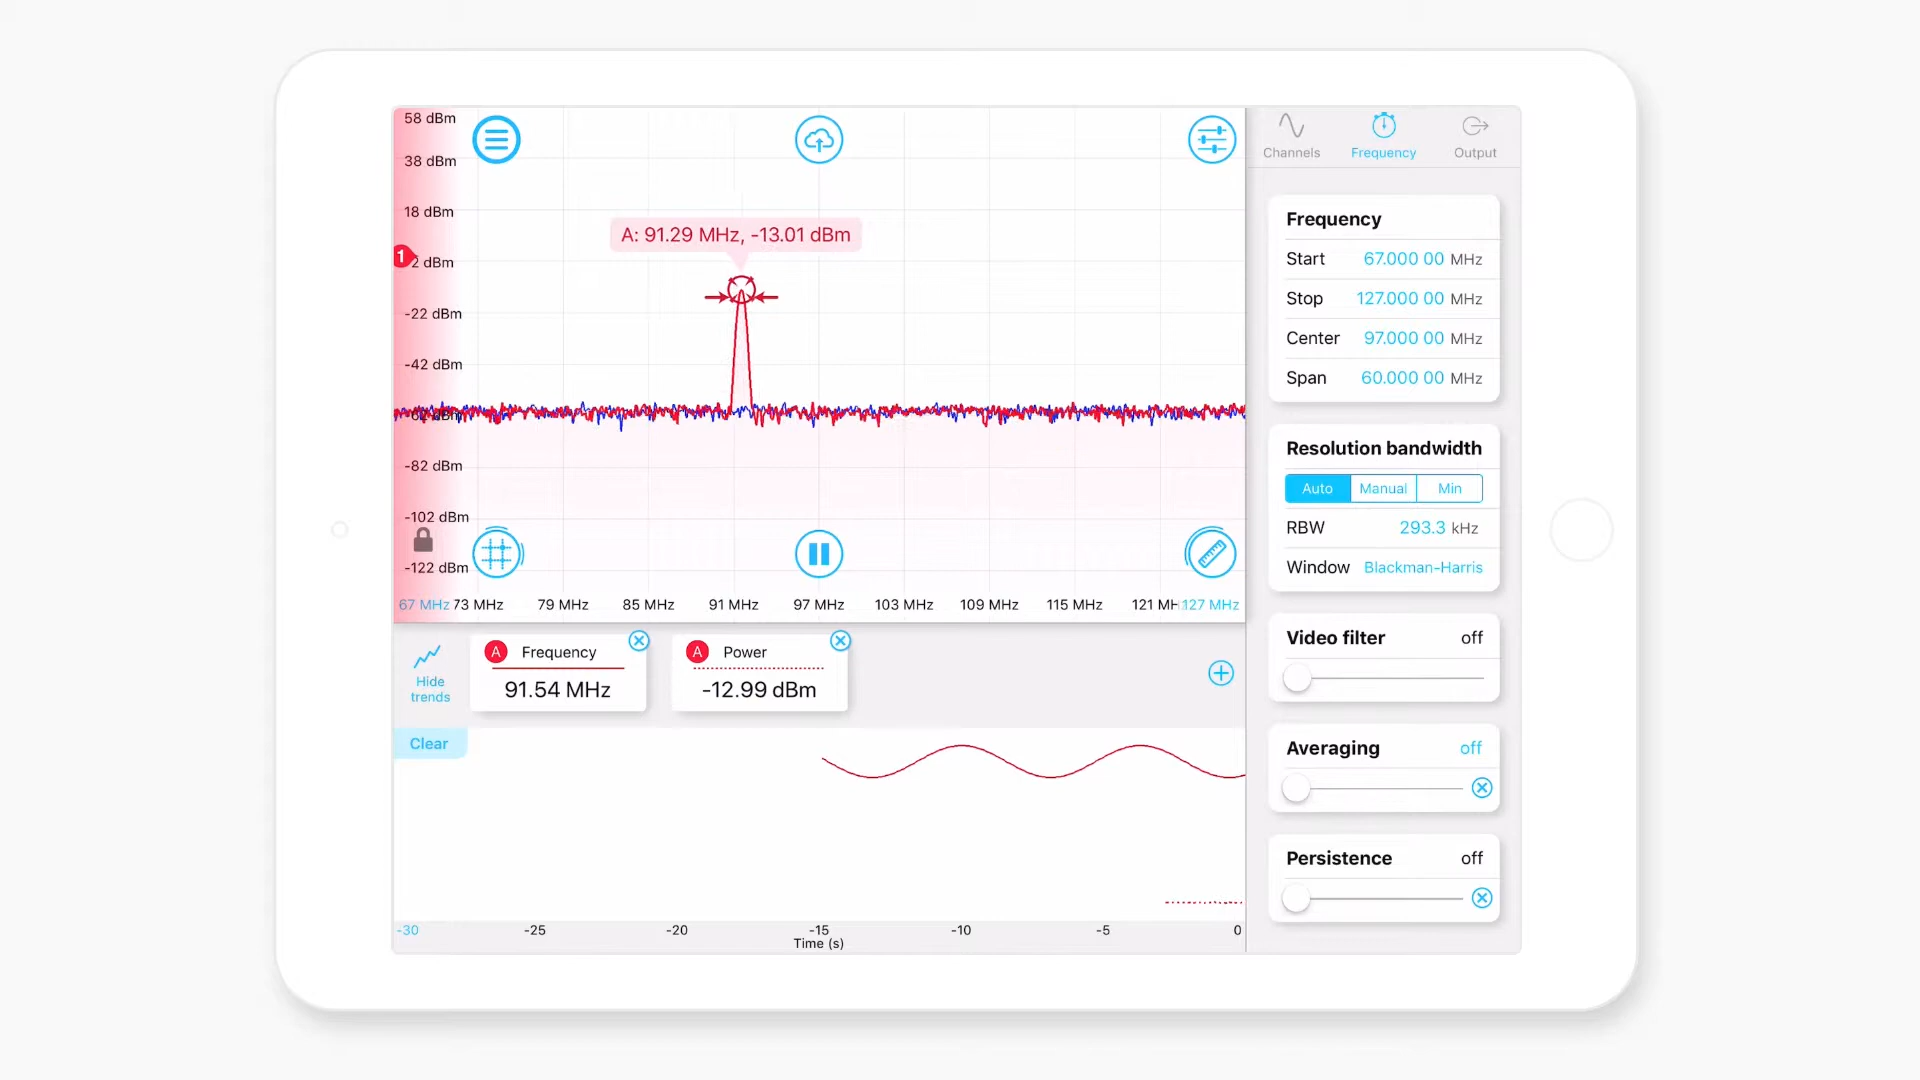 58 dBm
38 dBm
18 dBm
1
2 dBm
-22 dBm
-42 dBm
-62 dBm
-82 dBm
-102 dBm
-122 dBm
A: 91.29 MHz, -13.01 dBm
67 MHz 73 MHz 79 MHz 85 MHz 91 MHz 97 MHz 103 MHz 109 MHz 115 MHz 121 MH 127 MHz
Hide
trends
A Frequency
91.54 MHz
A Power
-12.99 dBm
Clear
-30 -25 -20 -15 -10 -5 0
Time (s)
Channels Frequency Output
Frequency
Start 67.000 00 MHz
Stop 127.000 00 MHz
Center 97.000 00 MHz
Span 60.000 00 MHz
Resolution bandwidth
Auto Manual Min
RBW 293.3 kHz
Window Blackman-Harris
Video filter off
Averaging off
Persistence off